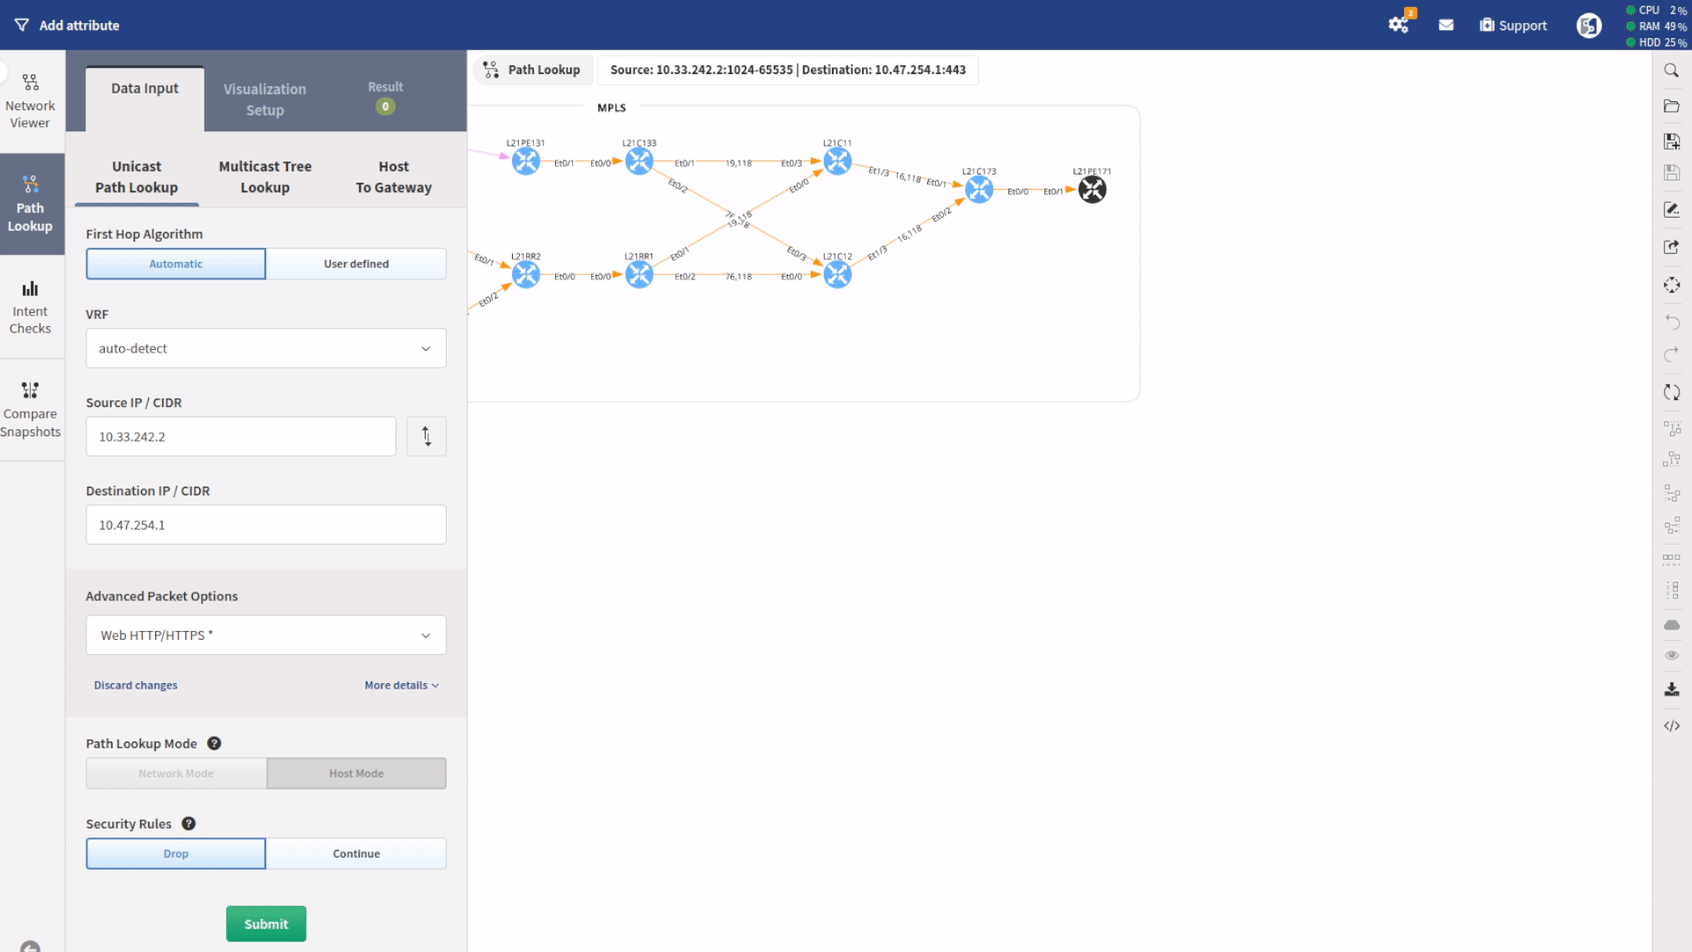 Add attribute
2
Support
CPU 2%
RAM 49%
HDD 25%
Network
Viewer
Path
Lookup
Intent
Checks
Compare
Snapshots
Data Input
Visualization
Setup
Result
0
Unicast
Path Lookup
Multicast Tree
Lookup
Host
To Gateway
First Hop Algorithm
Automatic
User defined
VRF
auto-detect
Source IP / CIDR
10.33.242.2
Destination IP / CIDR
10.47.254.1
Advanced Packet Options
Web HTTP/HTTPS *
Discard changes
More details
Path Lookup Mode ?
Network Mode
Host Mode
Security Rules ?
Drop
Continue
Submit
Path Lookup
Source: 10.33.242.2:1024-65535 | Destination: 10.47.254.1:443
MPLS
L21PE131
L21C133
L21C11
L21C173
L21PE171
Et0/1
Et0/0
Et0/1
19,118
Et0/3
Et1/3
16,118
Et0/1
Et0/0
Et0/1
Et0/2
Et0/0
19,118
Et0/2
Et0/1
Et0/3
Et1/3
16,118
Et0/1
L21RR2
L21RR1
L21C12
Et0/0
Et0/0
Et0/2
76,118
Et0/0
Et0/2